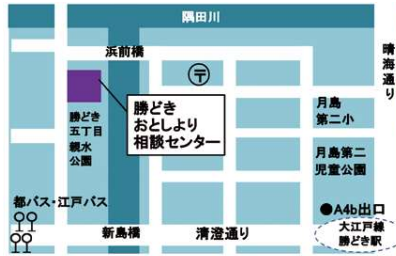 隅田川
浜前橋
晴海通り
〒
勝どき
おとしより
相談センター
月島
第二小
勝どき
五丁目
親水
公園
月島第二
児童公園
都バス・江戸バス
●A4b出口
新島橋
清澄通り
大江戸線
勝どき駅